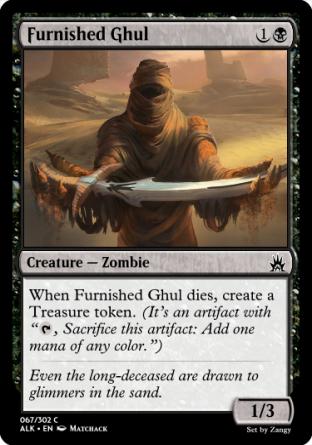 Furnished Ghul 1
Creature — Zombie
When Furnished Ghul dies, create a
Treasure token. (It's an artifact with
“, Sacrifice this artifact: Add one
mana of any color.”)
Even the long-deceased are drawn to
glimmers in the sand.
1/3
067/302 C
ALK • EN Matchack
Set by Zangy